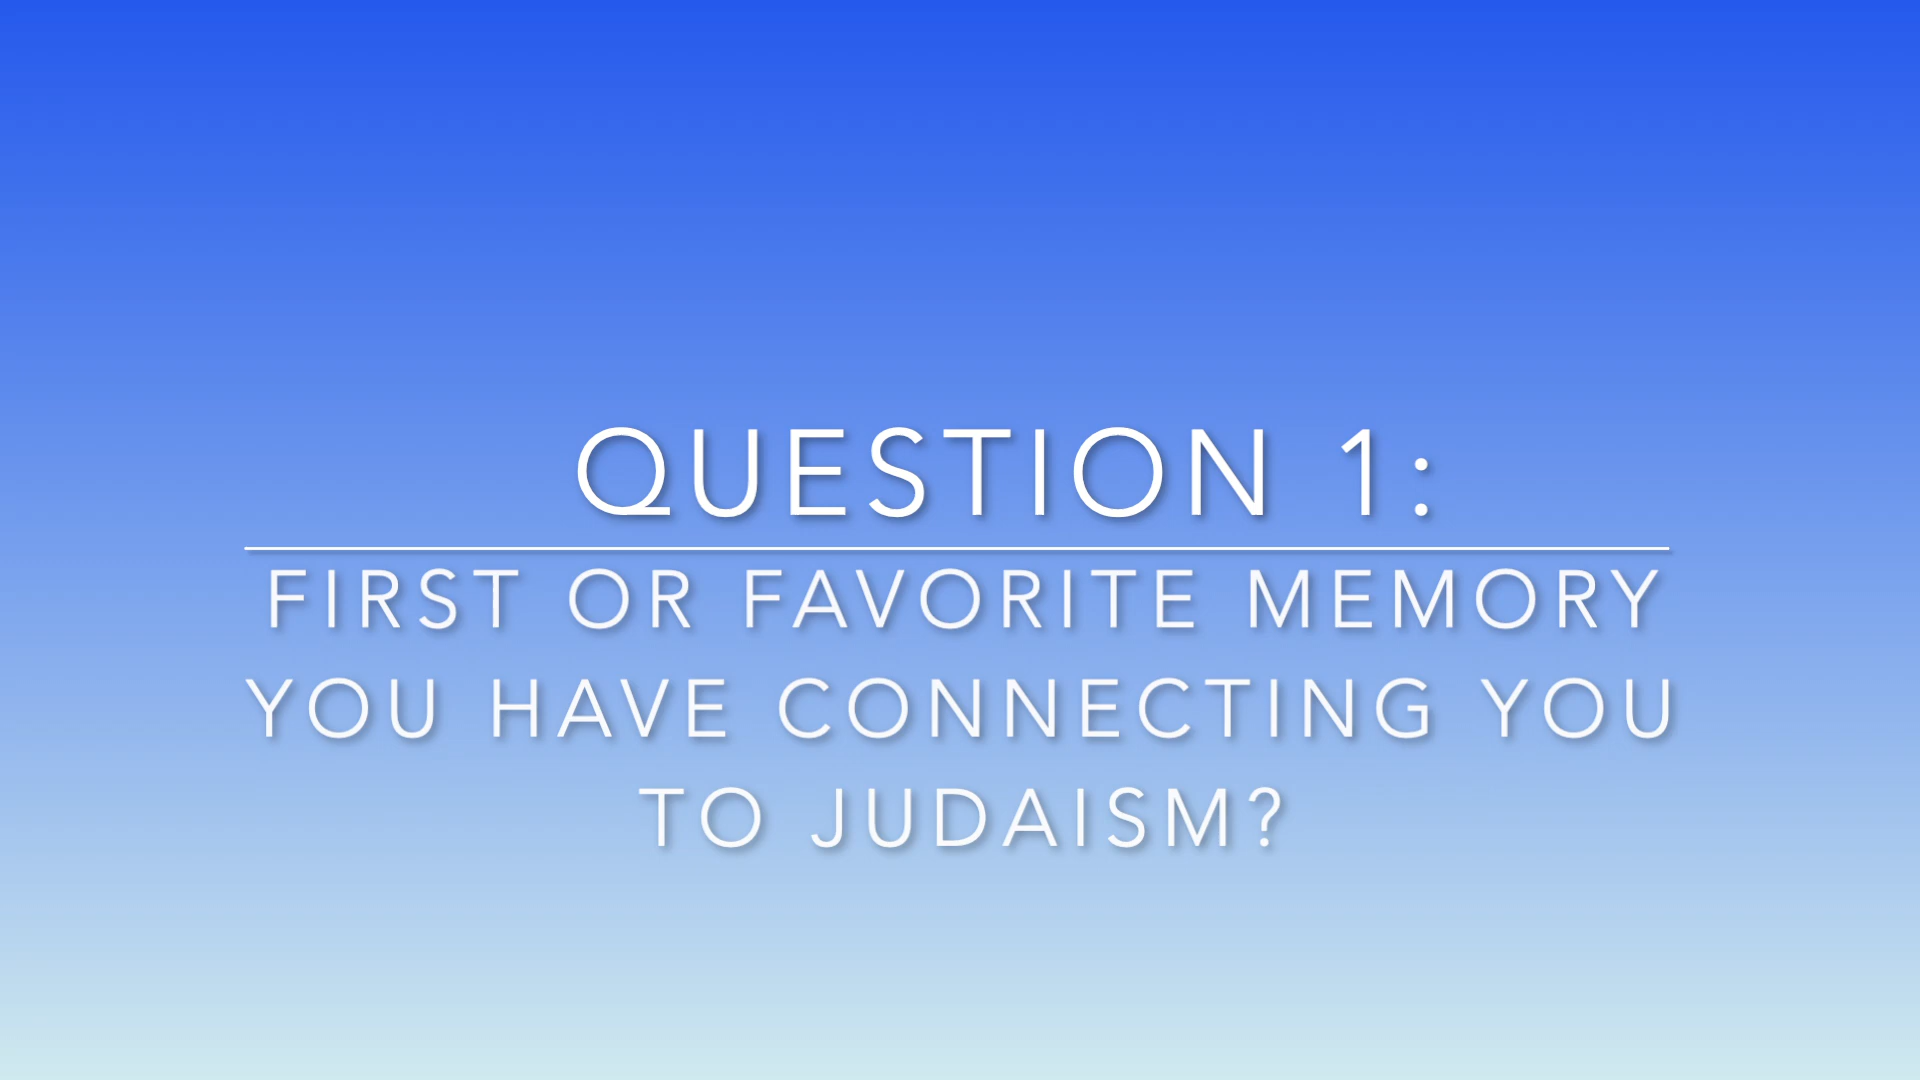 QUESTION 1:
FIRST OR FAVORITE MEMORY
YOU HAVE CONNECTING YOU
TO JUDAISM?